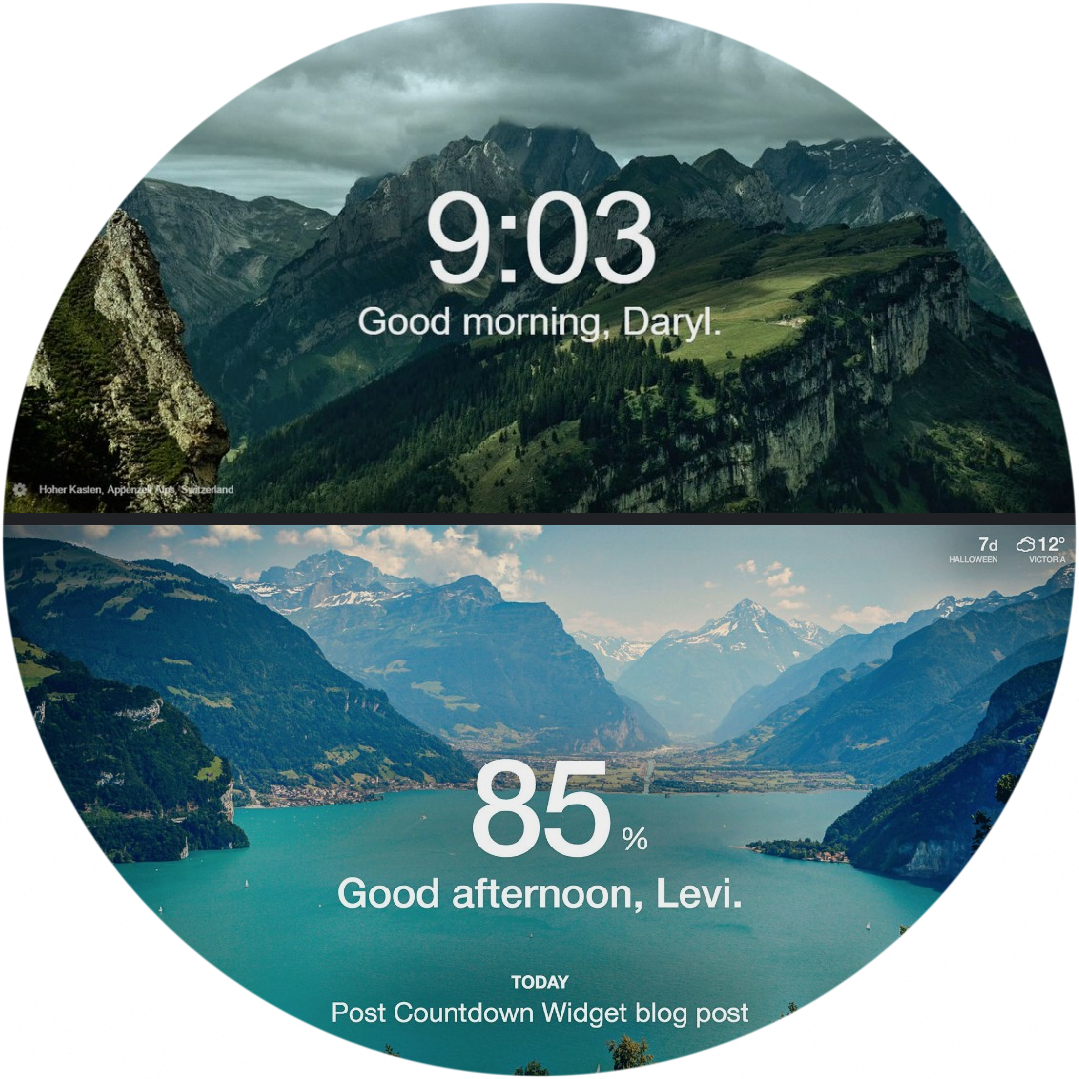 9:03
Good morning, Daryl.
Hoher Kasten, Appenzell Alps, Switzerland
7d 12°
HALLOWEEN VICTORIA
85 %
Good afternoon, Levi.
TODAY
Post Countdown Widget blog post